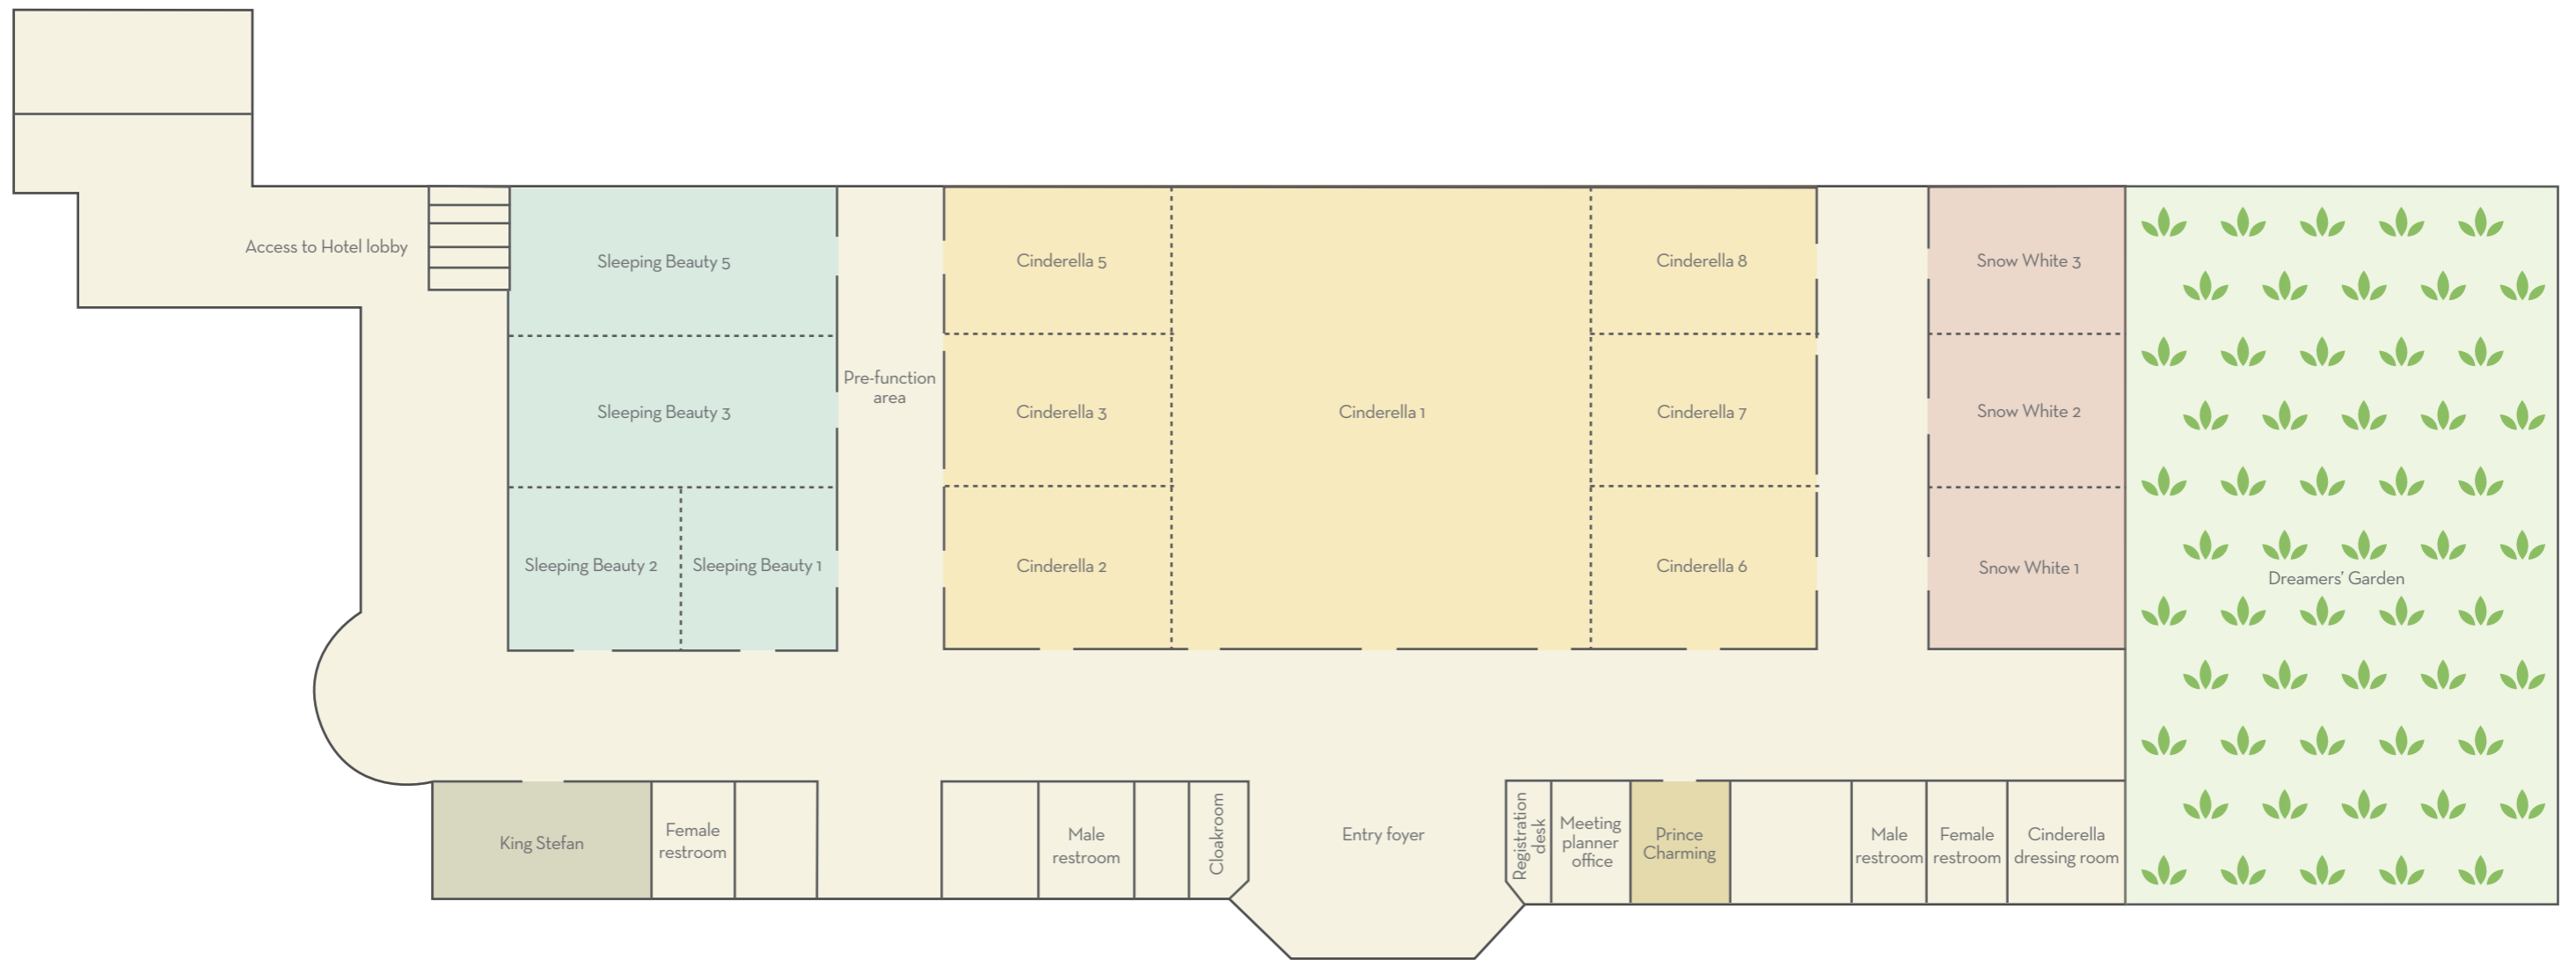 Access to Hotel lobby
Sleeping Beauty 5
Cinderella 5
Cinderella 8
Snow White 3
Pre-function
area
Sleeping Beauty 3
Cinderella 3
Cinderella 1
Cinderella 7
Snow White 2
Sleeping Beauty 2
Sleeping Beauty 1
Cinderella 2
Cinderella 6
Snow White 1
Dreamers’ Garden
King Stefan
Female
restroom
Male
restroom
Cloakroom
Entry foyer
Registration
desk
Meeting
planner
office
Prince
Charming
Male
restroom
Female
restroom
Cinderella
dressing room